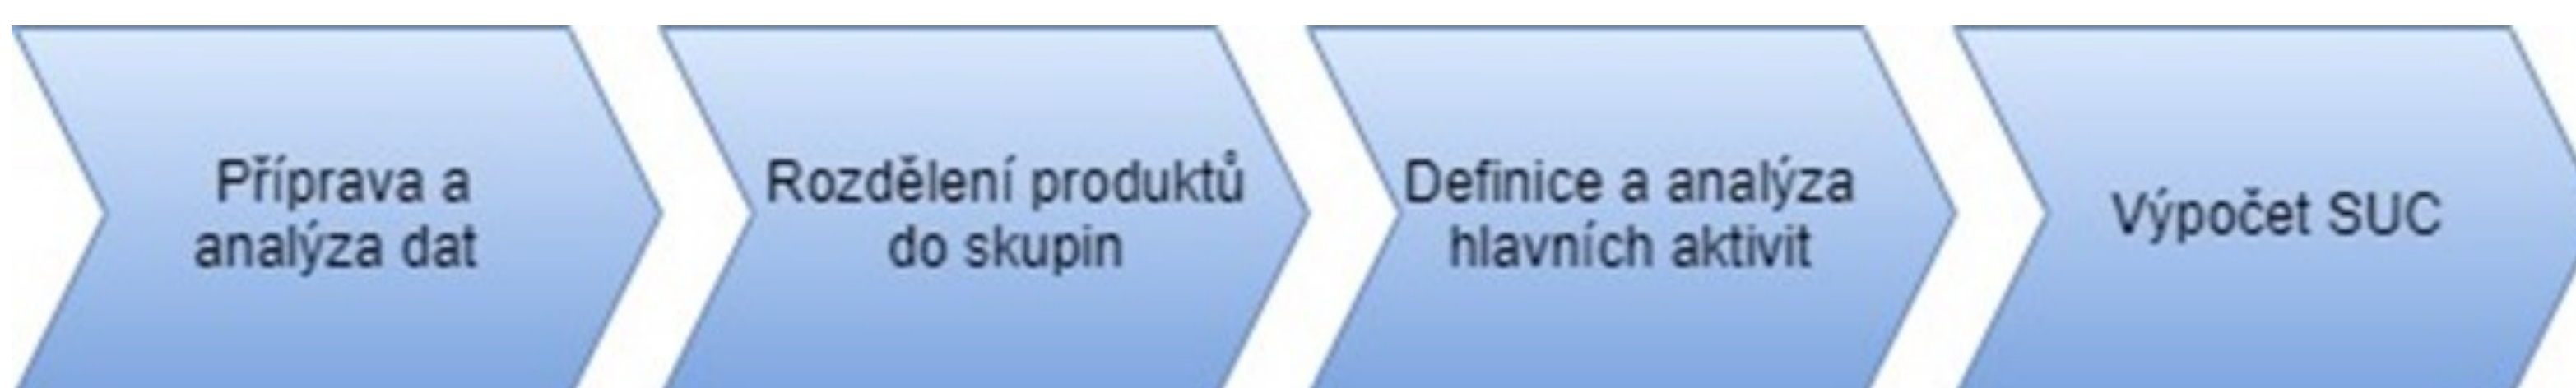 Příprava a
analýza dat
Rozdělení produktů
do skupin
Definice a analýza
hlavních aktivit
Výpočet SUC